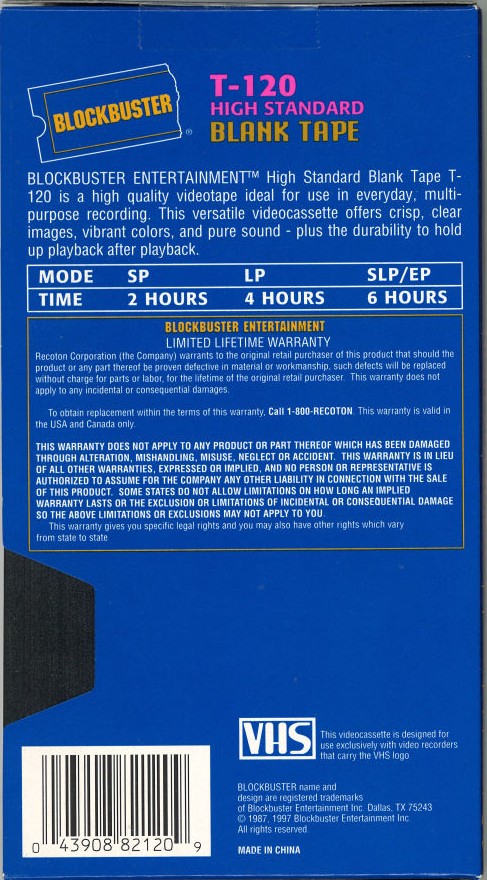 BLOCKBUSTER®
T-120
HIGH STANDARD
BLANK TAPE
BLOCKBUSTER ENTERTAINMENT™ High Standard Blank Tape T-
120 is a high quality videotape ideal for use in everyday, multi-
purpose recording. This versatile videocassette offers crisp, clear
images, vibrant colors, and pure sound - plus the durability to hold
up playback after playback.
MODE SP LP SLP/EP
TIME 2 HOURS 4 HOURS 6 HOURS
BLOCKBUSTER ENTERTAINMENT
LIMITED LIFETIME WARRANTY
Recoton Corporation (the Company) warrants to the original retail purchaser of this product that should the
product or any part thereof be proven defective in material or workmanship, such defects will be replaced
without charge for parts or labor, for the lifetime of the original retail purchaser. This warranty does not
apply to any incidental or consequential damages.
To obtain replacement within the terms of this warranty, Call 1-800-RECOTON. This warranty is valid in
the USA and Canada only.
THIS WARRANTY DOES NOT APPLY TO ANY PRODUCT OR PART THEREOF WHICH HAS BEEN DAMAGED
THROUGH ALTERATION, MISHANDLING, MISUSE, NEGLECT OR ACCIDENT. THIS WARRANTY IS IN LIEU
OF ALL OTHER WARRANTIES, EXPRESSED OR IMPLIED, AND NO PERSON OR REPRESENTATIVE IS
AUTHORIZED TO ASSUME FOR THE COMPANY ANY OTHER LIABILITY IN CONNECTION WITH THE SALE
OF THIS PRODUCT. SOME STATES DO NOT ALLOW LIMITATIONS ON HOW LONG AN IMPLIED
WARRANTY LASTS OR THE EXCLUSION OR LIMITATIONS OF INCIDENTAL OR CONSEQUENTIAL DAMAGE
SO THE ABOVE LIMITATIONS OR EXCLUSIONS MAY NOT APPLY TO YOU.
This warranty gives you specific legal rights and you may also have other rights which vary
from state to state
VHS
This videocassette is designed for
use exclusively with video recorders
that carry the VHS logo
BLOCKBUSTER name and
design are registered trademarks
of Blockbuster Entertainment Inc. Dallas, TX 75243
© 1987, 1997 Blockbuster Entertainment Inc.
All rights reserved.
MADE IN CHINA
0 43908 82120 9